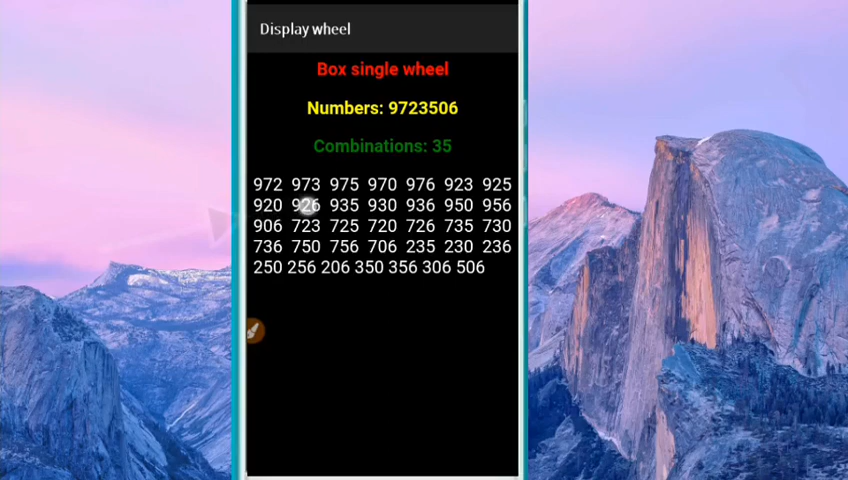 Display wheel
Box single wheel
Numbers: 9723506
Combinations: 35
972 973 975 970 976 923 925
920 926 935 930 936 950 956
906 723 725 720 726 735 730
736 750 756 706 235 230 236
250 256 206 350 356 306 506